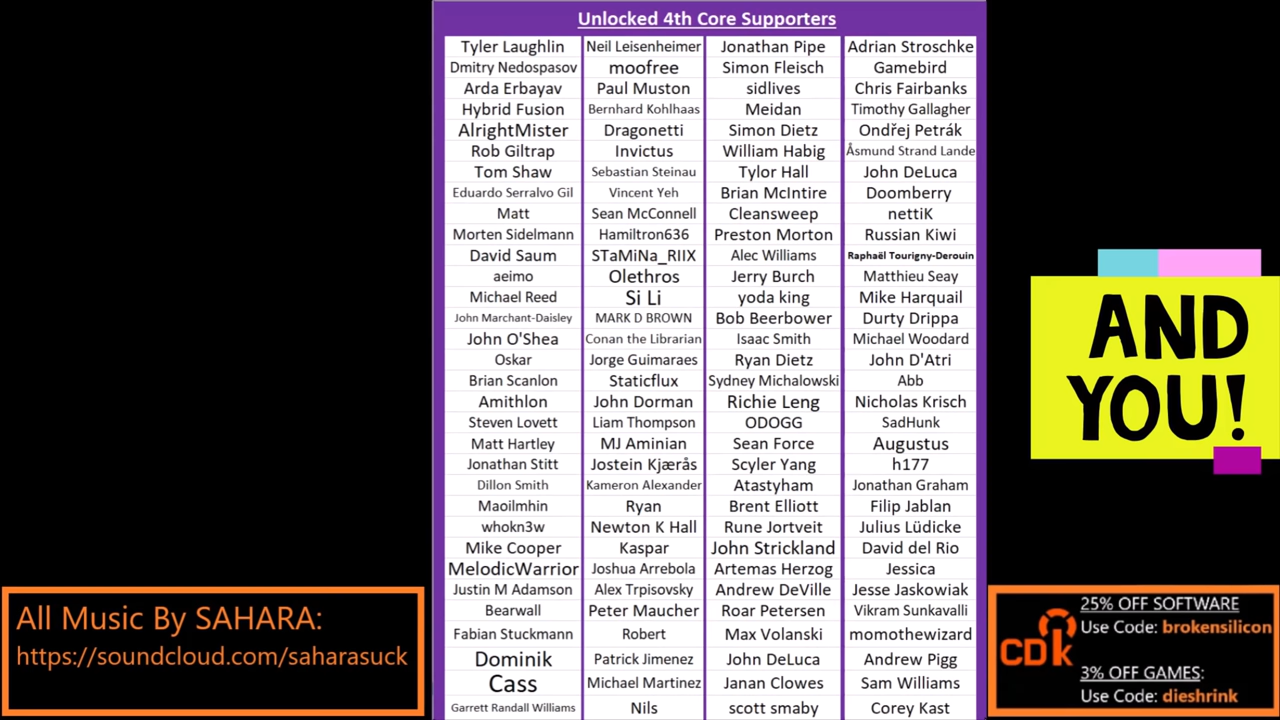 Unlocked 4th Core Supporters
Tyler Laughlin Neil Leisenheimer Jonathan Pipe Adrian Stroschke
Dmitry Nedospasov moofree Simon Fleisch Gamebird
Arda Erbayav Paul Muston sidlives Chris Fairbanks
Hybrid Fusion Bernhard Kohlhaas Meidan Timothy Gallagher
AlrightMister Dragonetti Simon Dietz Ondřej Petrák
Rob Giltrap Invictus William Habig Åsmund Strand Lande
Tom Shaw Sebastian Steinau Tylor Hall John DeLuca
Eduardo Serralvo Gil Vincent Yeh Brian McIntire Doomberry
Matt Sean McConnell Cleansweep nettiK
Morten Sidelmann Hamiltron636 Preston Morton Russian Kiwi
David Saum STaMiNa_RIIX Alec Williams Raphaël Tourigny-Derouin
aeimo Olethros Jerry Burch Matthieu Seay
Michael Reed Si Li yoda king Mike Harquail
John Marchant-Daisley MARK D BROWN Bob Beerbower Durty Drippa
John O'Shea Conan the Librarian Isaac Smith Michael Woodard
Oskar Jorge Guimaraes Ryan Dietz John D'Atri
Brian Scanlon Staticflux Sydney Michalowski Abb
Amithlon John Dorman Richie Leng Nicholas Krisch
Steven Lovett Liam Thompson ODOGG SadHunk
Matt Hartley MJ Aminian Sean Force Augustus
Jonathan Stitt Jostein Kjærås Scyler Yang h177
Dillon Smith Kameron Alexander Atastyham Jonathan Graham
Maoilmhin Ryan Brent Elliott Filip Jablan
whokn3w Newton K Hall Rune Jortveit Julius Lüdicke
Mike Cooper Kaspar John Strickland David del Rio
MelodicWarrior Joshua Arrebola Artemas Herzog Jessica
Justin M Adamson Alex Trpisovsky Andrew DeVille Jesse Jaskowiak
Bearwall Peter Maucher Roar Petersen Vikram Sunkavalli
Fabian Stuckmann Robert Max Volanski momothewizard
Dominik Patrick Jimenez John DeLuca Andrew Pigg
Cass Michael Martinez Janan Clowes Sam Williams
Garrett Randall Williams Nils scott smaby Corey Kast
AND
YOU!
All Music By SAHARA:
https://soundcloud.com/saharasuck
CDk
25% OFF SOFTWARE
Use Code: brokensilicon
3% OFF GAMES:
Use Code: dieshrink